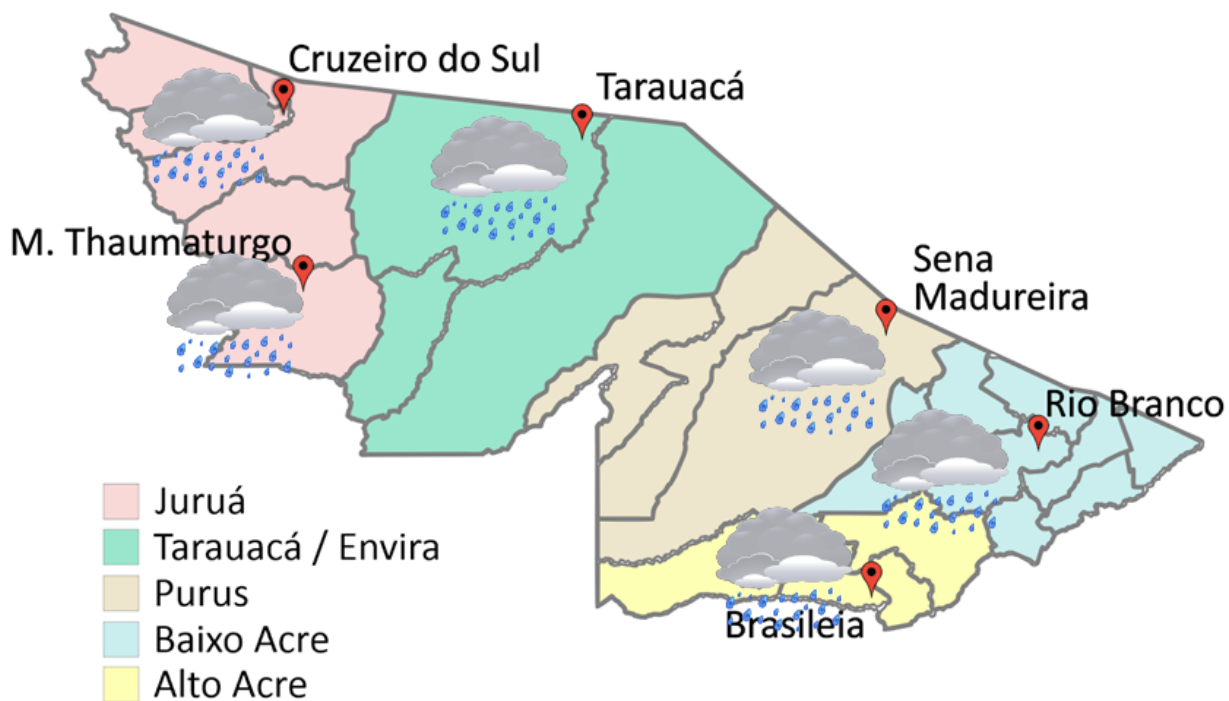 Cruzeiro do Sul
Tarauacá
M. Thaumaturgo
Sena
Madureira
Rio Branco
Brasileia
Juruá
Tarauacá / Envira
Purus
Baixo Acre
Alto Acre